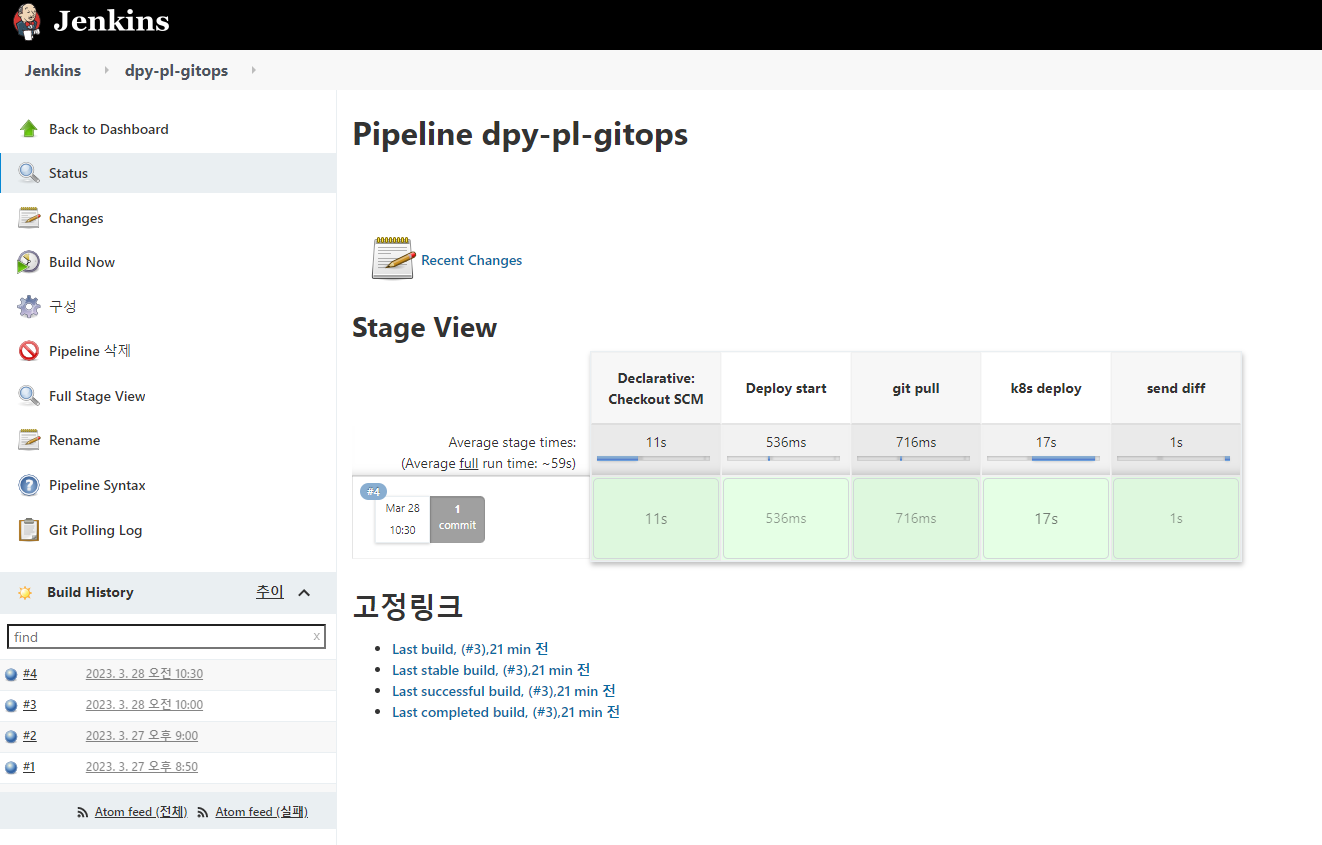 Jenkins
Jenkins
dpy-pl-gitops
Back to Dashboard
Status
Changes
Build Now
구성
Pipeline 삭제
Full Stage View
Rename
Pipeline Syntax
Git Polling Log
Build History
추이
find
x
#4
2023. 3. 28 오전 10:30
#3
2023. 3. 28 오전 10:00
#2
2023. 3. 27 오후 9:00
#1
2023. 3. 27 오후 8:50
Atom feed (전체)
Atom feed (실패)
Pipeline dpy-pl-gitops
Recent Changes
Stage View
Declarative:
Checkout SCM
Deploy start
git pull
k8s deploy
send diff
Average stage times:
(Average full run time: ~59s)
11s
536ms
716ms
17s
1s
#4
Mar 28
10:30
1
commit
11s
536ms
716ms
17s
1s
고정링크
Last build, (#3),21 min 전
Last stable build, (#3),21 min 전
Last successful build, (#3),21 min 전
Last completed build, (#3),21 min 전